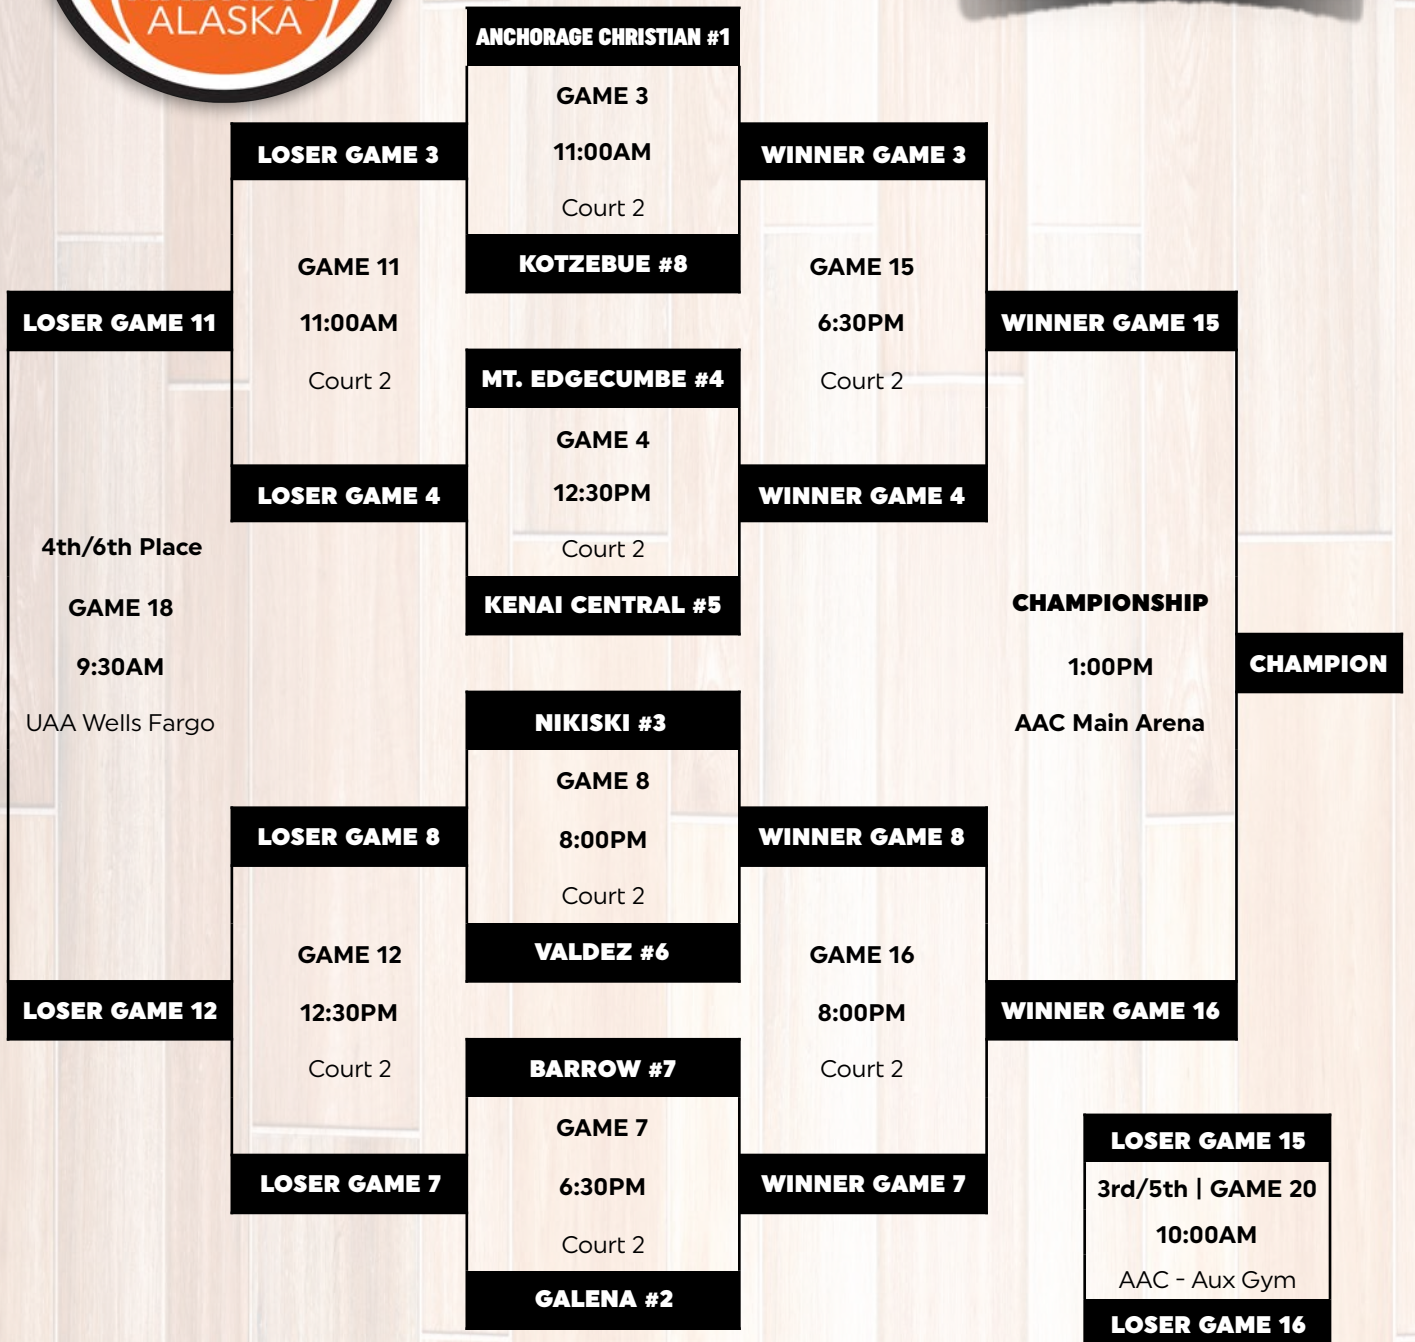 ALASKA
ANCHORAGE CHRISTIAN #1
GAME 3
11:00AM
Court 2
KOTZEBUE #8
LOSER GAME 3
WINNER GAME 3
GAME 11
11:00AM
Court 2
GAME 15
6:30PM
Court 2
LOSER GAME 11
WINNER GAME 15
MT. EDGECUMBE #4
GAME 4
12:30PM
Court 2
KENAI CENTRAL #5
LOSER GAME 4
WINNER GAME 4
4th/6th Place
GAME 18
9:30AM
UAA Wells Fargo
CHAMPIONSHIP
1:00PM
AAC Main Arena
CHAMPION
NIKISKI #3
GAME 8
8:00PM
Court 2
VALDEZ #6
LOSER GAME 8
WINNER GAME 8
GAME 12
12:30PM
Court 2
GAME 16
8:00PM
Court 2
LOSER GAME 12
WINNER GAME 16
BARROW #7
GAME 7
6:30PM
Court 2
GALENA #2
LOSER GAME 7
WINNER GAME 7
LOSER GAME 15
3rd/5th | GAME 20
10:00AM
AAC - Aux Gym
LOSER GAME 16